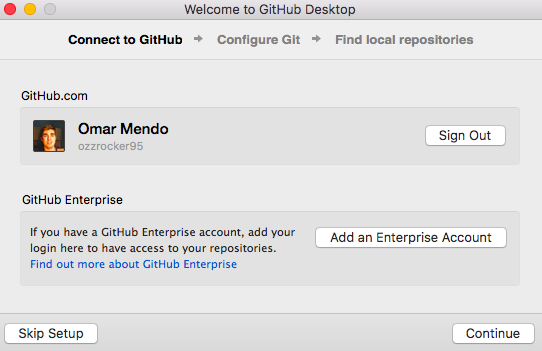 Welcome to GitHub Desktop
Connect to GitHub → Configure Git → Find local repositories
GitHub.com
Omar Mendo
ozzrocker95
Sign Out
GitHub Enterprise
If you have a GitHub Enterprise account, add your
login here to have access to your repositories.
Find out more about GitHub Enterprise
Add an Enterprise Account
Skip Setup
Continue